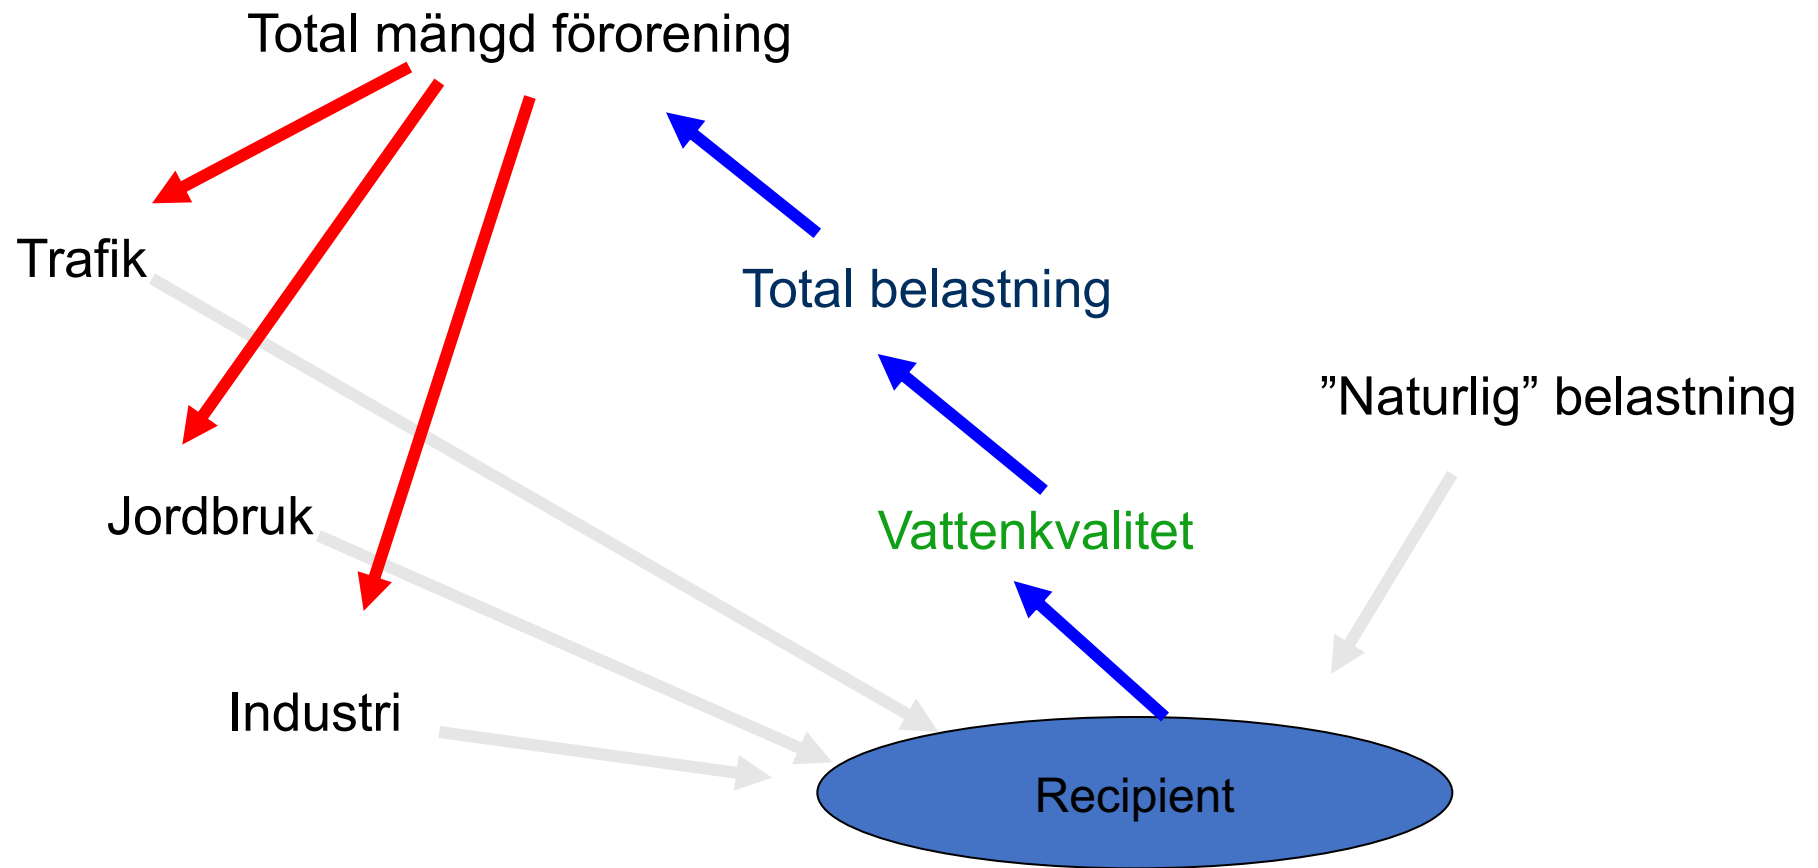 Total mängd förorening
Trafik
Total belastning
”Naturlig” belastning
Jordbruk
Vattenkvalitet
Industri
Recipient